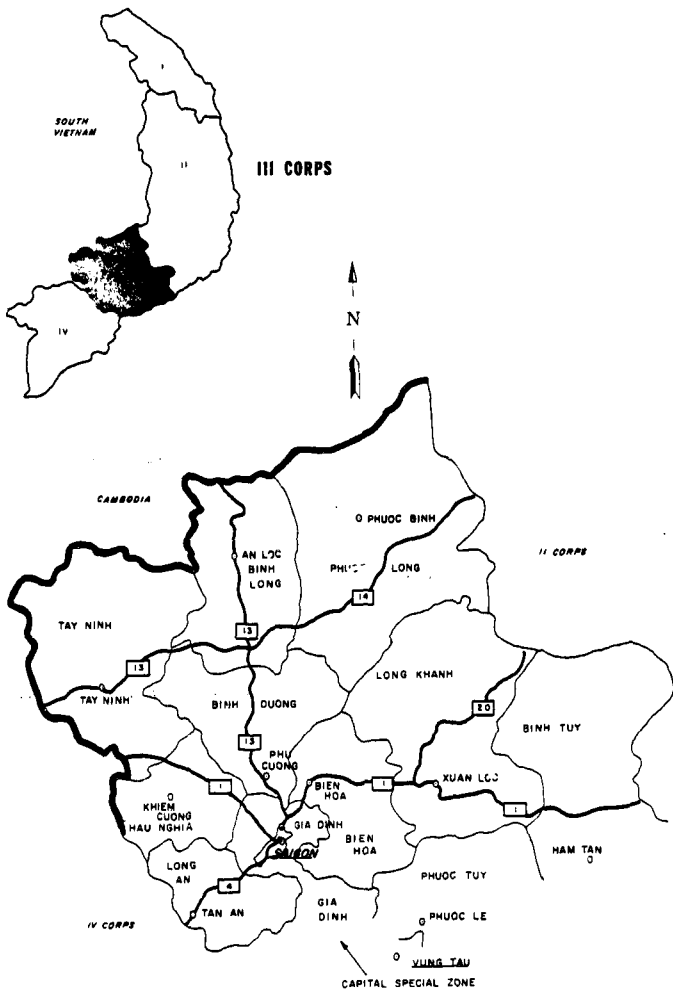 I
SOUTH
VIETNAM
II
III CORPS
IV
N
CAMBODIA
PHUOC BINH
AN LOC
BINH
LONG
PHUOC LONG
II CORPS
14
TAY NINH
13
13
LONG KHANH
TAY NINH
BINH DUONG
20
BINH TUY
13
PHU
CUONG
1
BIEN
HOA
1
XUAN LOC
KHIEM
CUONG
HAU NGHIA
GIA DINH
BIEN
HOA
1
SAIGON
LONG
AN
HAM TAN
4
PHUOC TUY
TAN AN
GIA
DINH
IV CORPS
PHUOC LE
VUNG TAU
CAPITAL SPECIAL ZONE